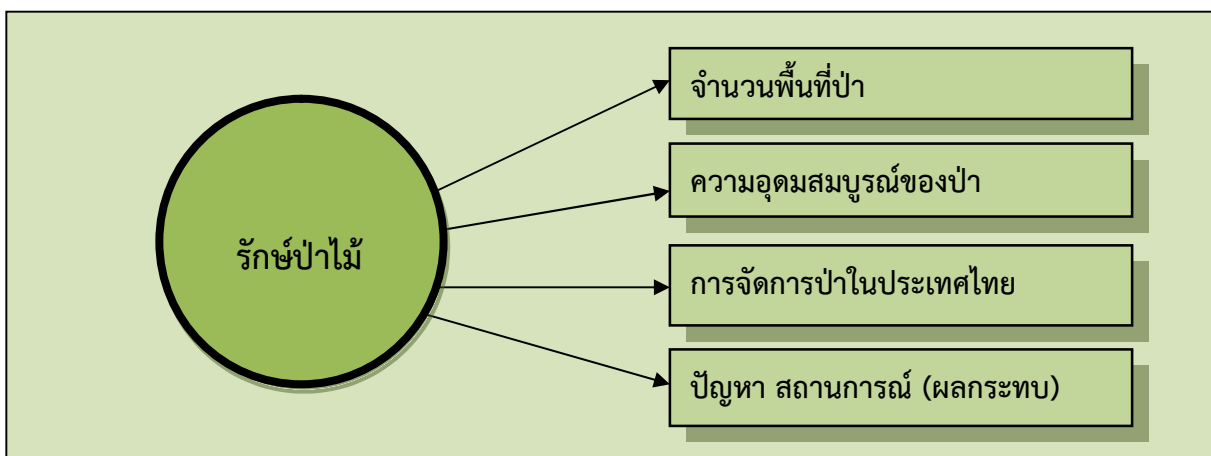 รักษ์ป่าไม้
จำนวนพื้นที่ป่า
ความอุดมสมบูรณ์ของป่า
การจัดการป่าในประเทศไทย
ปัญหา สถานการณ์ (ผลกระทบ)